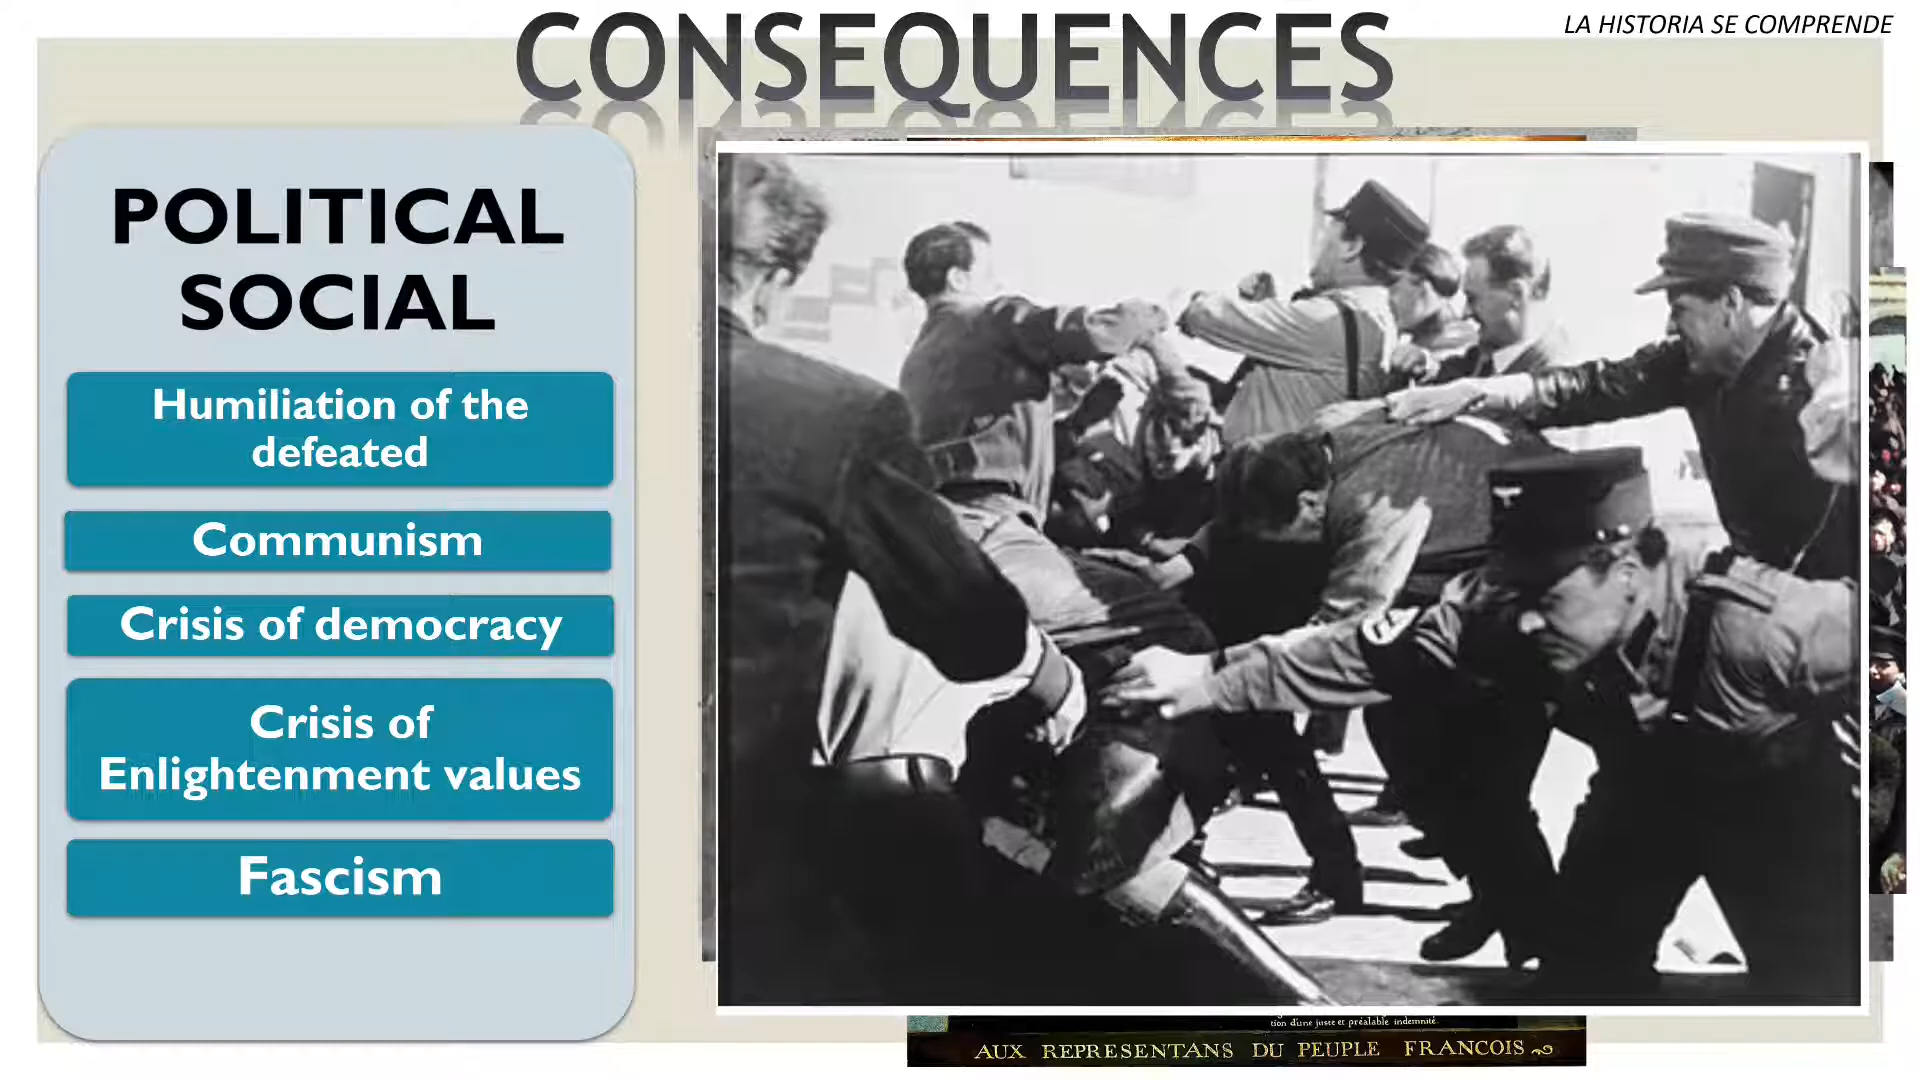 CONSEQUENCES
LA HISTORIA SE COMPRENDE
POLITICAL
SOCIAL
Humiliation of the
defeated
Communism
Crisis of democracy
Crisis of
Enlightenment values
Fascism
tion d'une juste et préalable indemnité.
AUX REPRESENTANS DU PEUPLE FRANCOIS